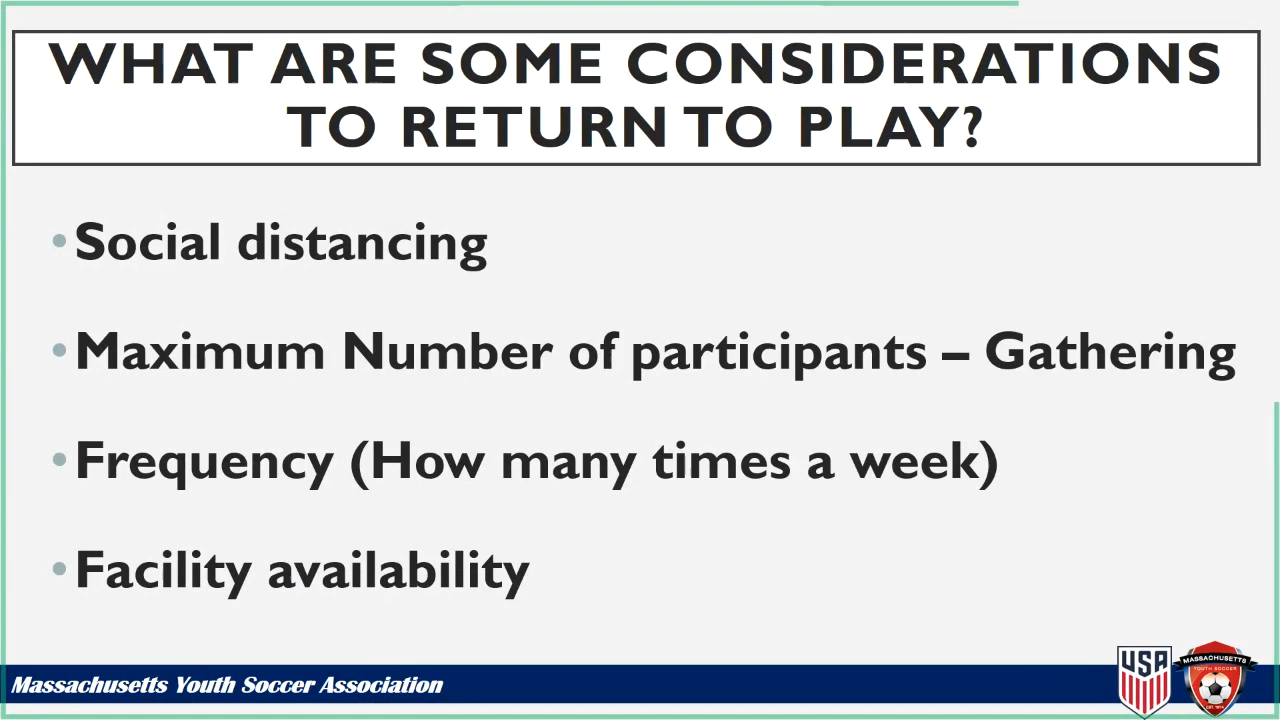 WHAT ARE SOME CONSIDERATIONS
TO RETURN TO PLAY?
•Social distancing
•Maximum Number of participants – Gathering
•Frequency (How many times a week)
•Facility availability
Massachusetts Youth Soccer Association
USA
MASSACHUSETTS
YOUTH SOCCER